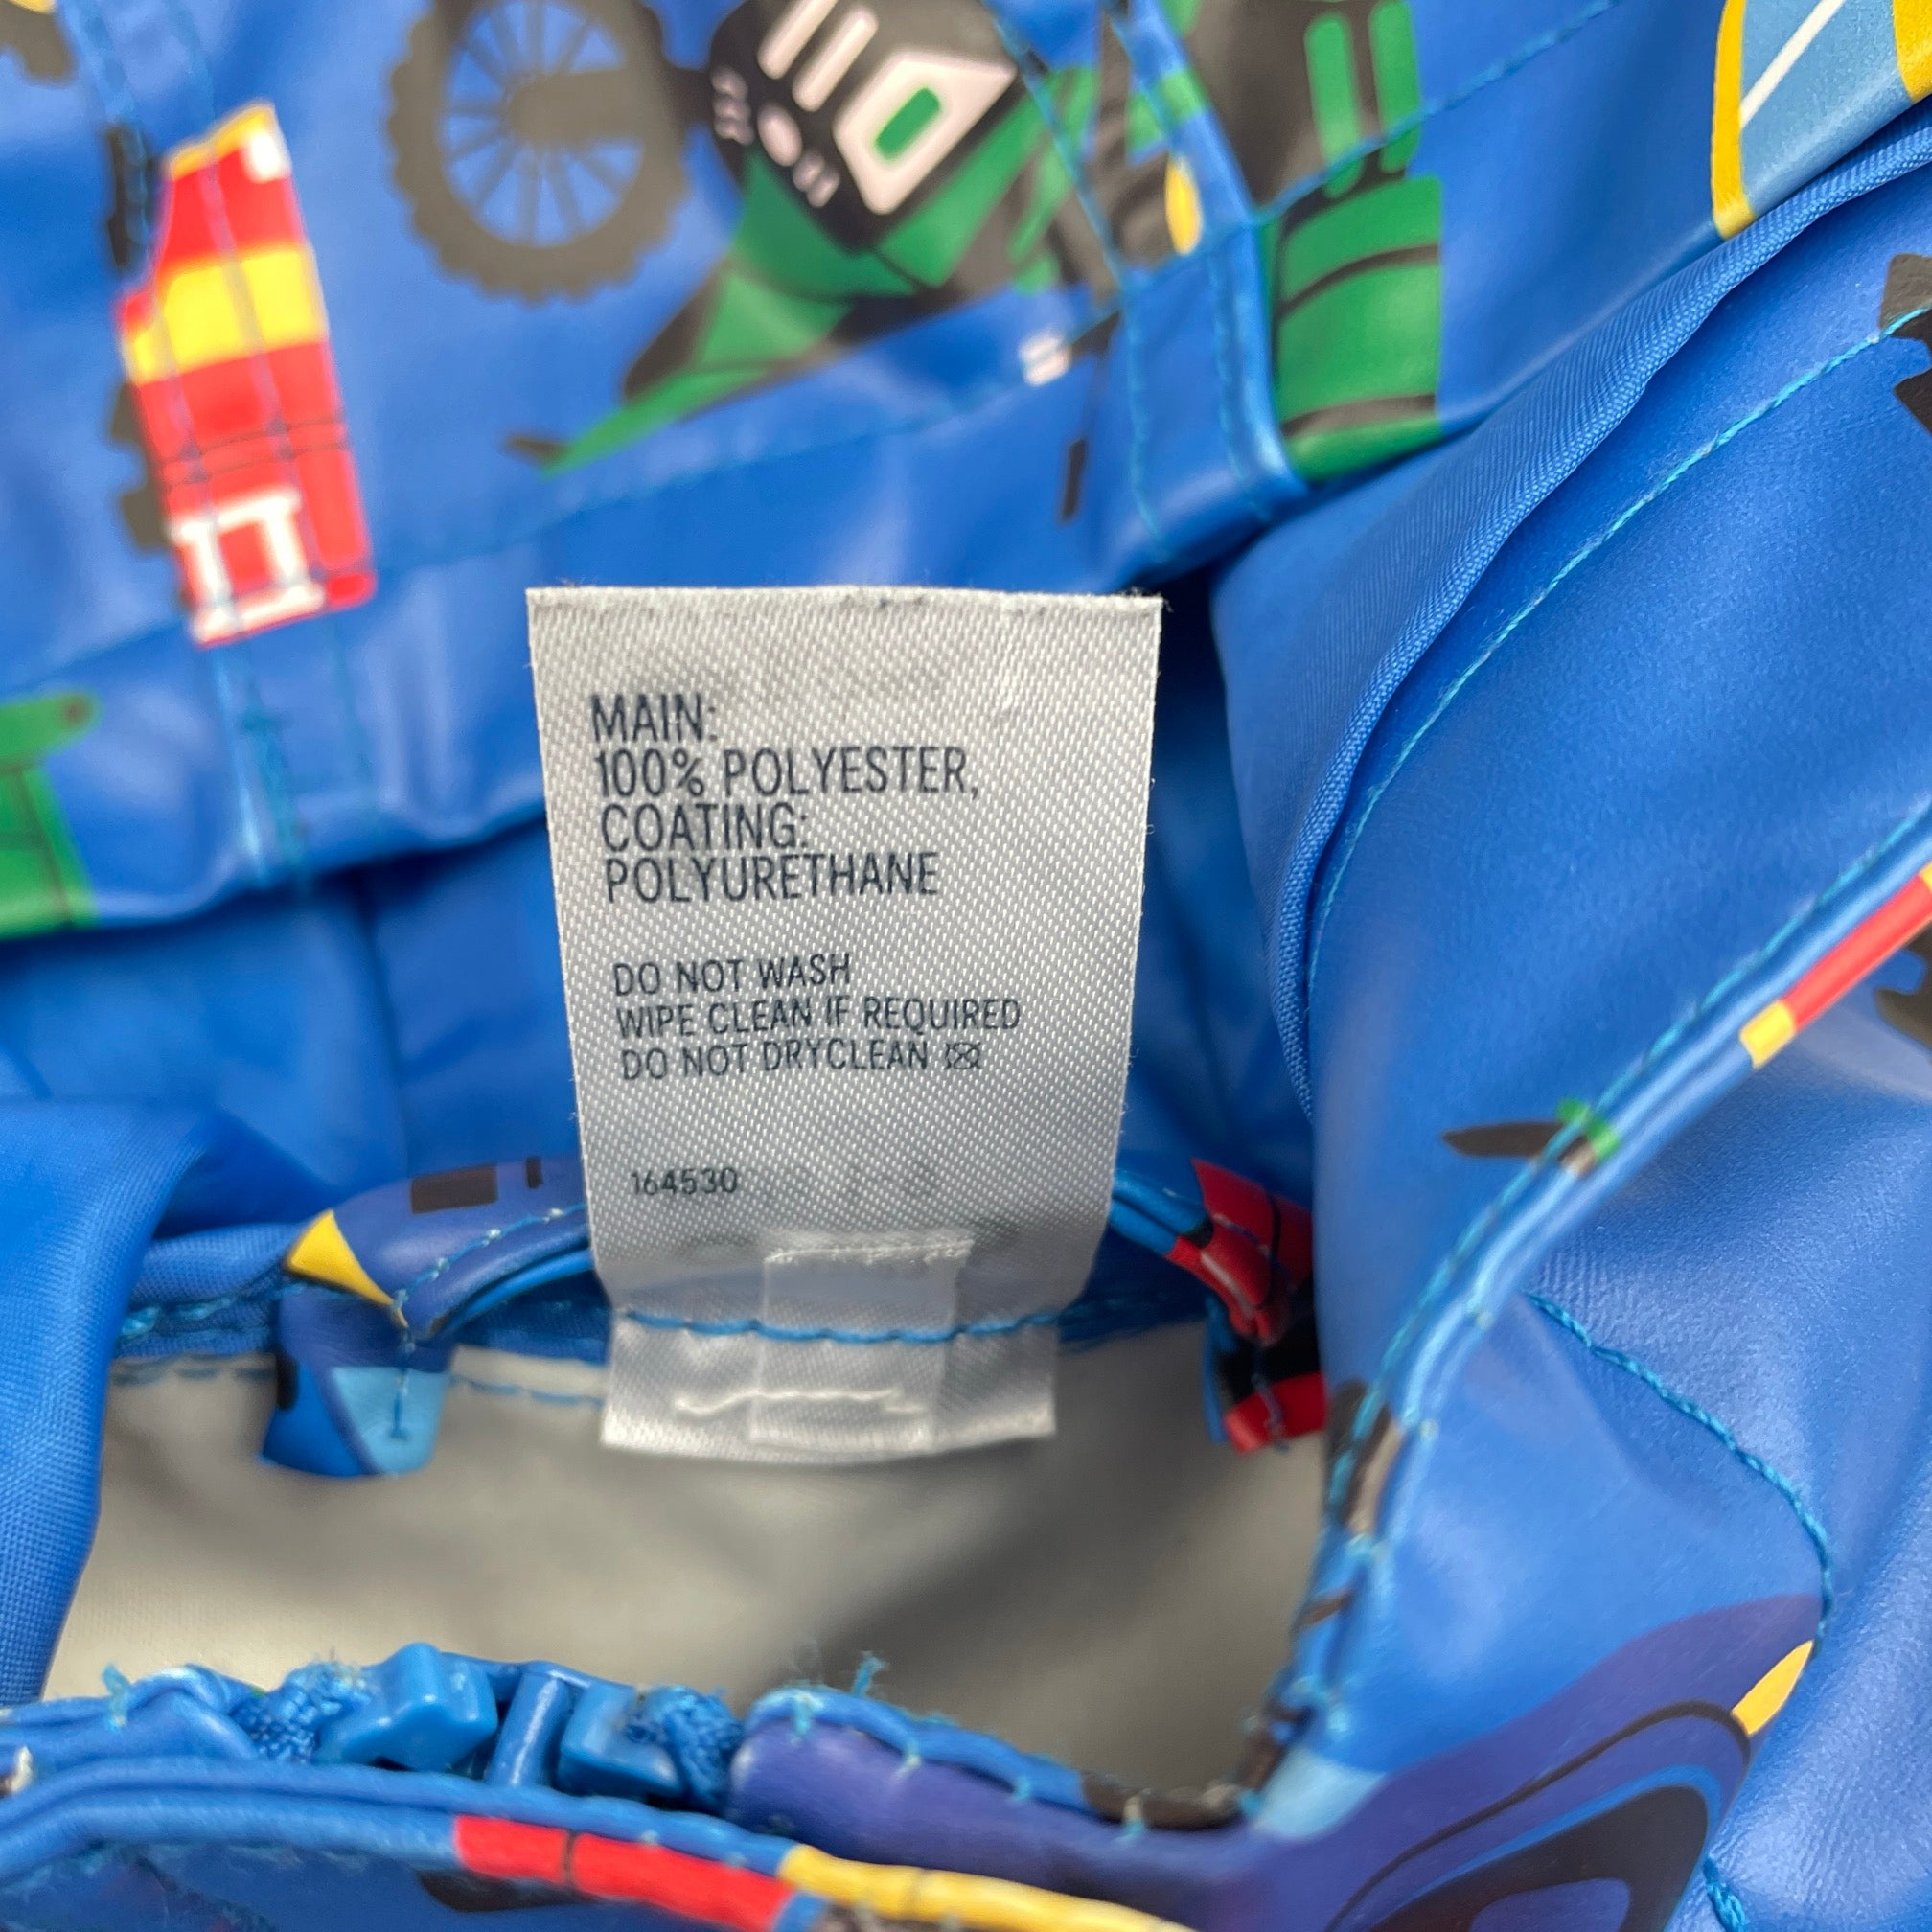 MAIN:
100% POLYESTER,
COATING:
POLYURETHANE
DO NOT WASH
WIPE CLEAN IF REQUIRED
DO NOT DRYCLEAN
164530